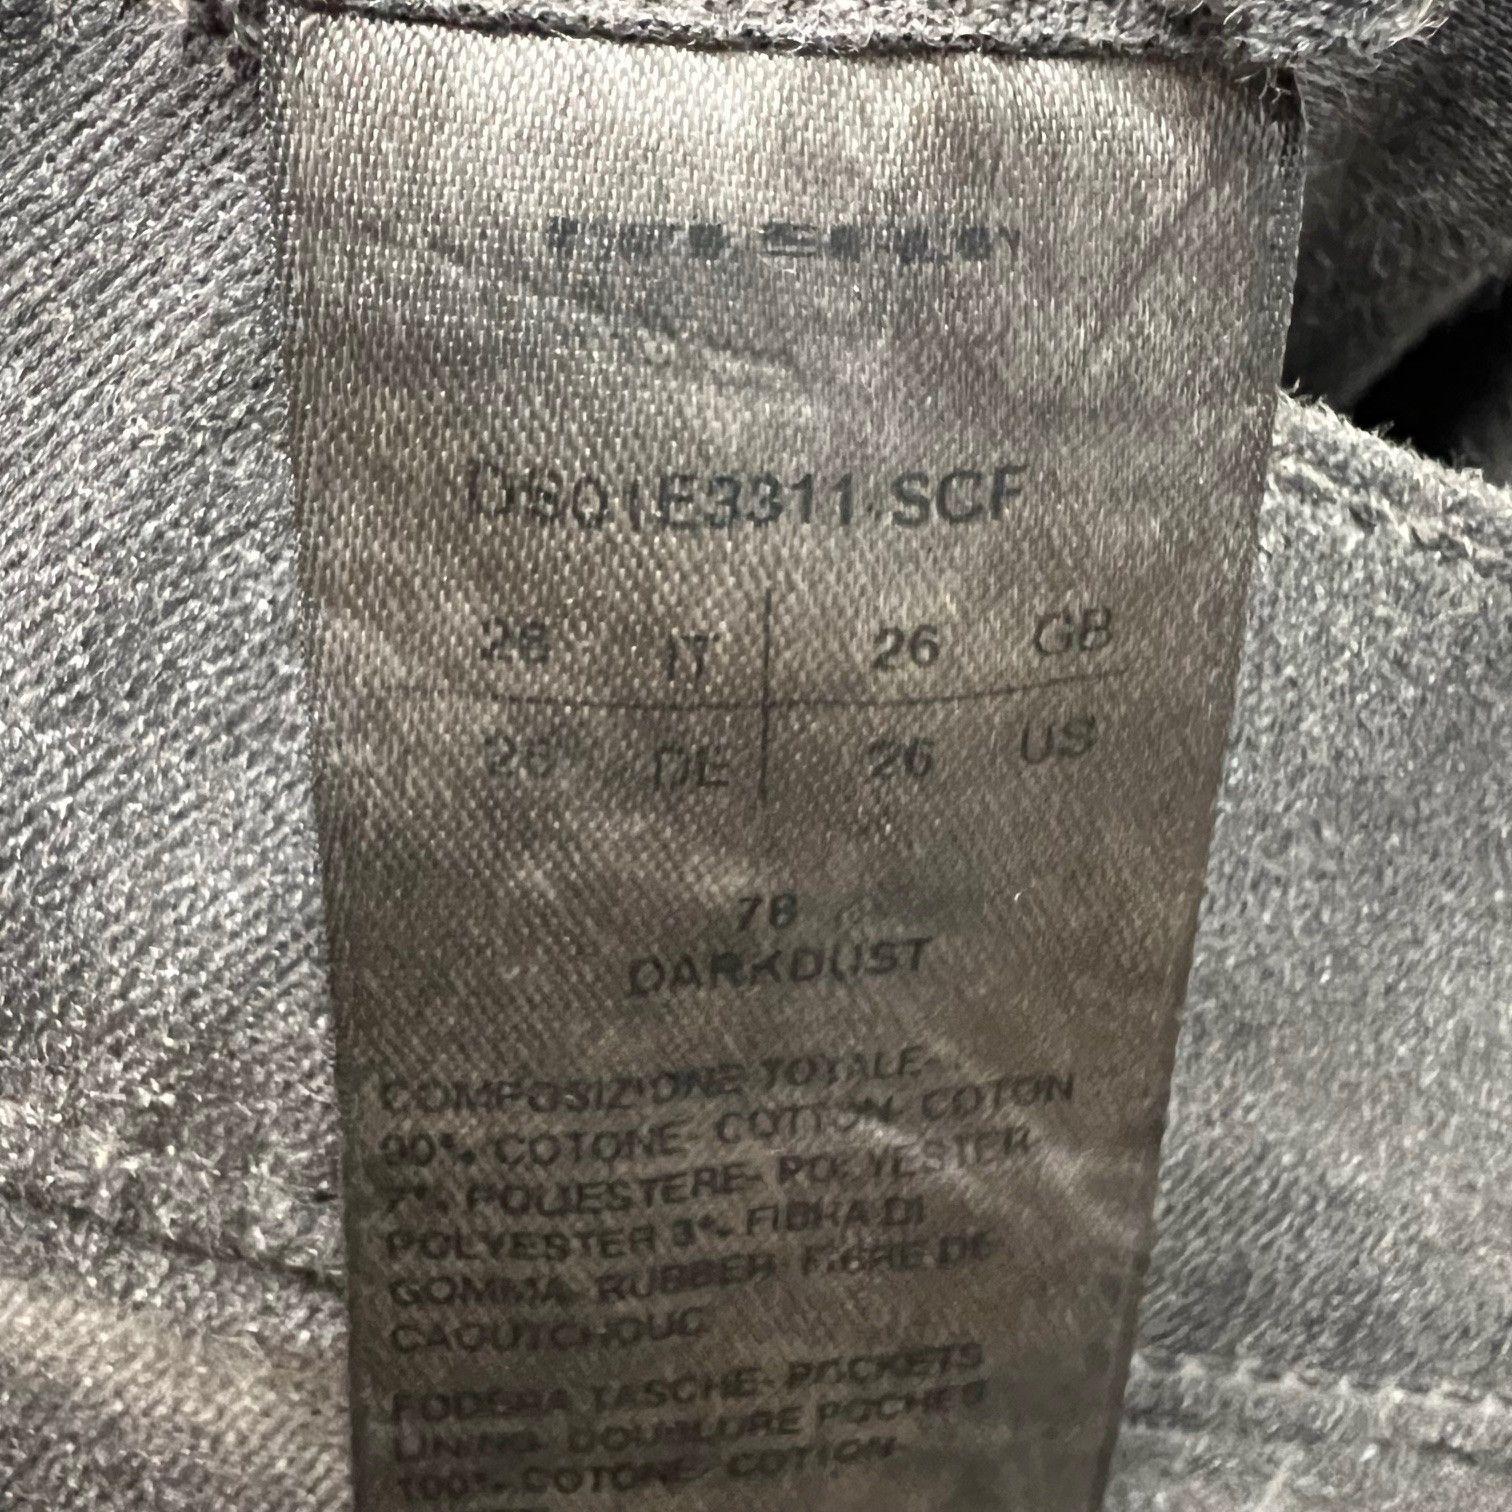 DS01E3311 SCF
26 IT 26 GB
26 DE 26 US
78
DARKDUST
COMPOSIZIONE TOTALE-
90% COTONE- COTTON- COTON
7% POLIESTERE- POLYESTER
POLYESTER 3% FIBRA DI
GOMMA- RUBBER- FIBRE DE
CAOUTCHOUC
FODERA TASCHE- POCKETS
LINING- DOUBLURE POCHES
100% COTONE- COTTON